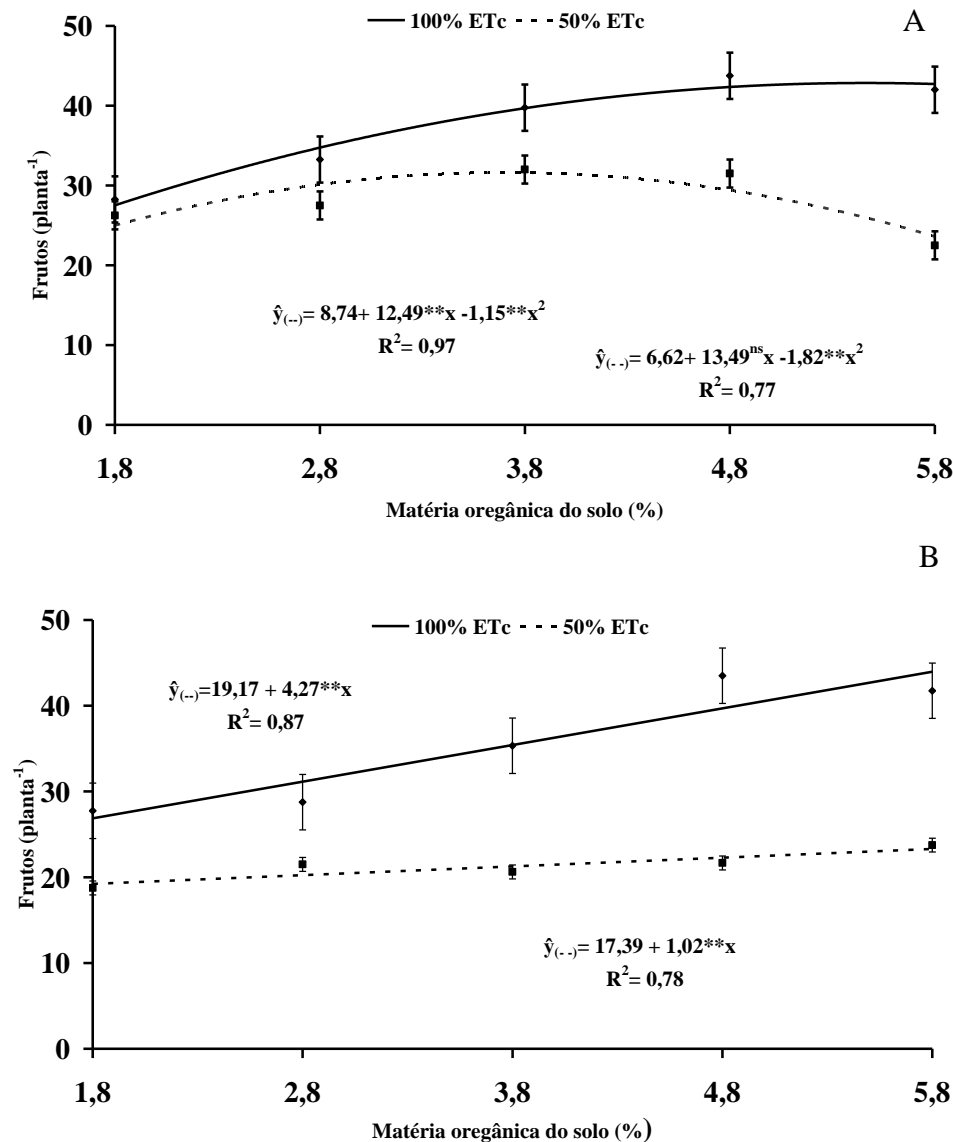 100% ETc 50% ETc
A
50
40
30
20
10
0
Frutos (planta⁻¹)
ŷ₍₋₋₎= 8,74+ 12,49**x -1,15**x²
R²= 0,97
ŷ₍₋ ₋₎= 6,62+ 13,49ⁿˢx -1,82**x²
R²= 0,77
1,8 2,8 3,8 4,8 5,8
Matéria oregânica do solo (%)
B
100% ETc 50% ETc
50
40
30
20
10
0
Frutos (planta⁻¹)
ŷ₍₋₋₎=19,17 + 4,27**x
R²= 0,87
ŷ₍₋ ₋₎= 17,39 + 1,02**x
R²= 0,78
1,8 2,8 3,8 4,8 5,8
Matéria oregânica do solo (%)